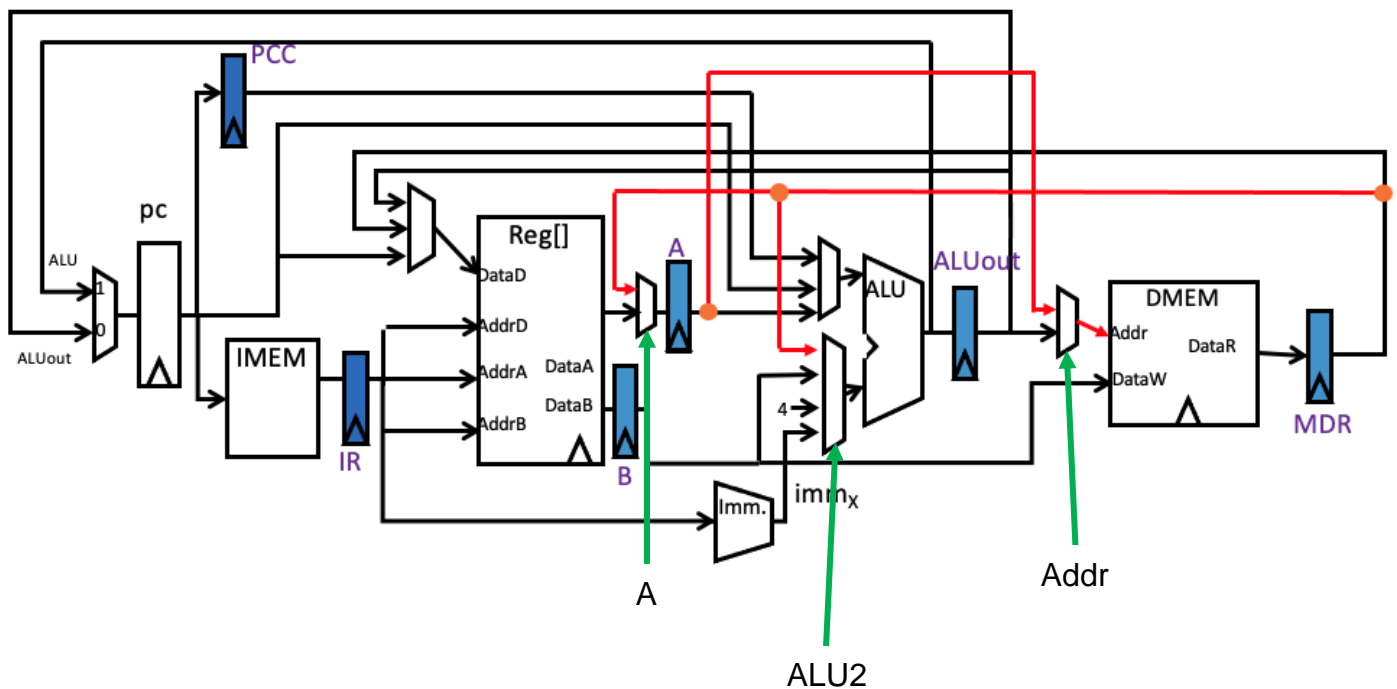 PCC
pc
ALU
1
0
ALUout
IMEM
IR
Reg[]
DataD
AddrD
AddrA
AddrB
DataA
DataB
A
B
ALU
4
Imm.
immX
ALUout
DMEM
Addr
DataR
DataW
MDR
A
ALU2
Addr